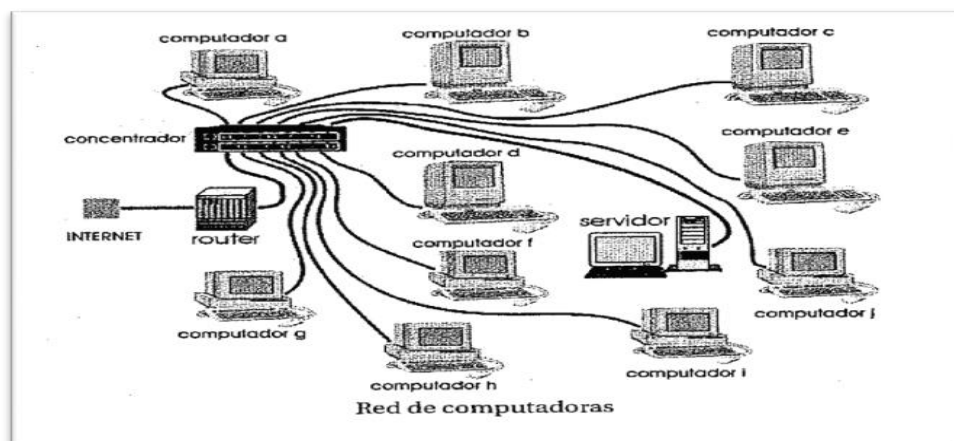 computador a
computador b
computador c
concentrador
computador d
computador e
INTERNET
router
servidor
computador f
computador g
computador h
computador i
computador j
Red de computadoras